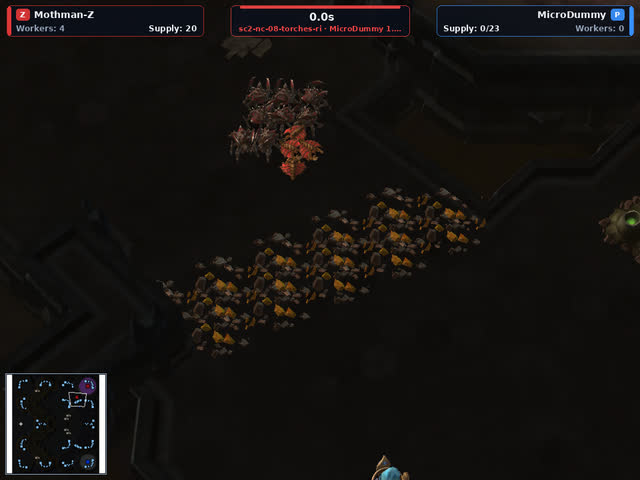 Z Mothman-Z
Workers: 4 Supply: 20
0.0s
sc2-nc-08-torches-ri · MicroDummy 1....
MicroDummy P
Supply: 0/23 Workers: 0